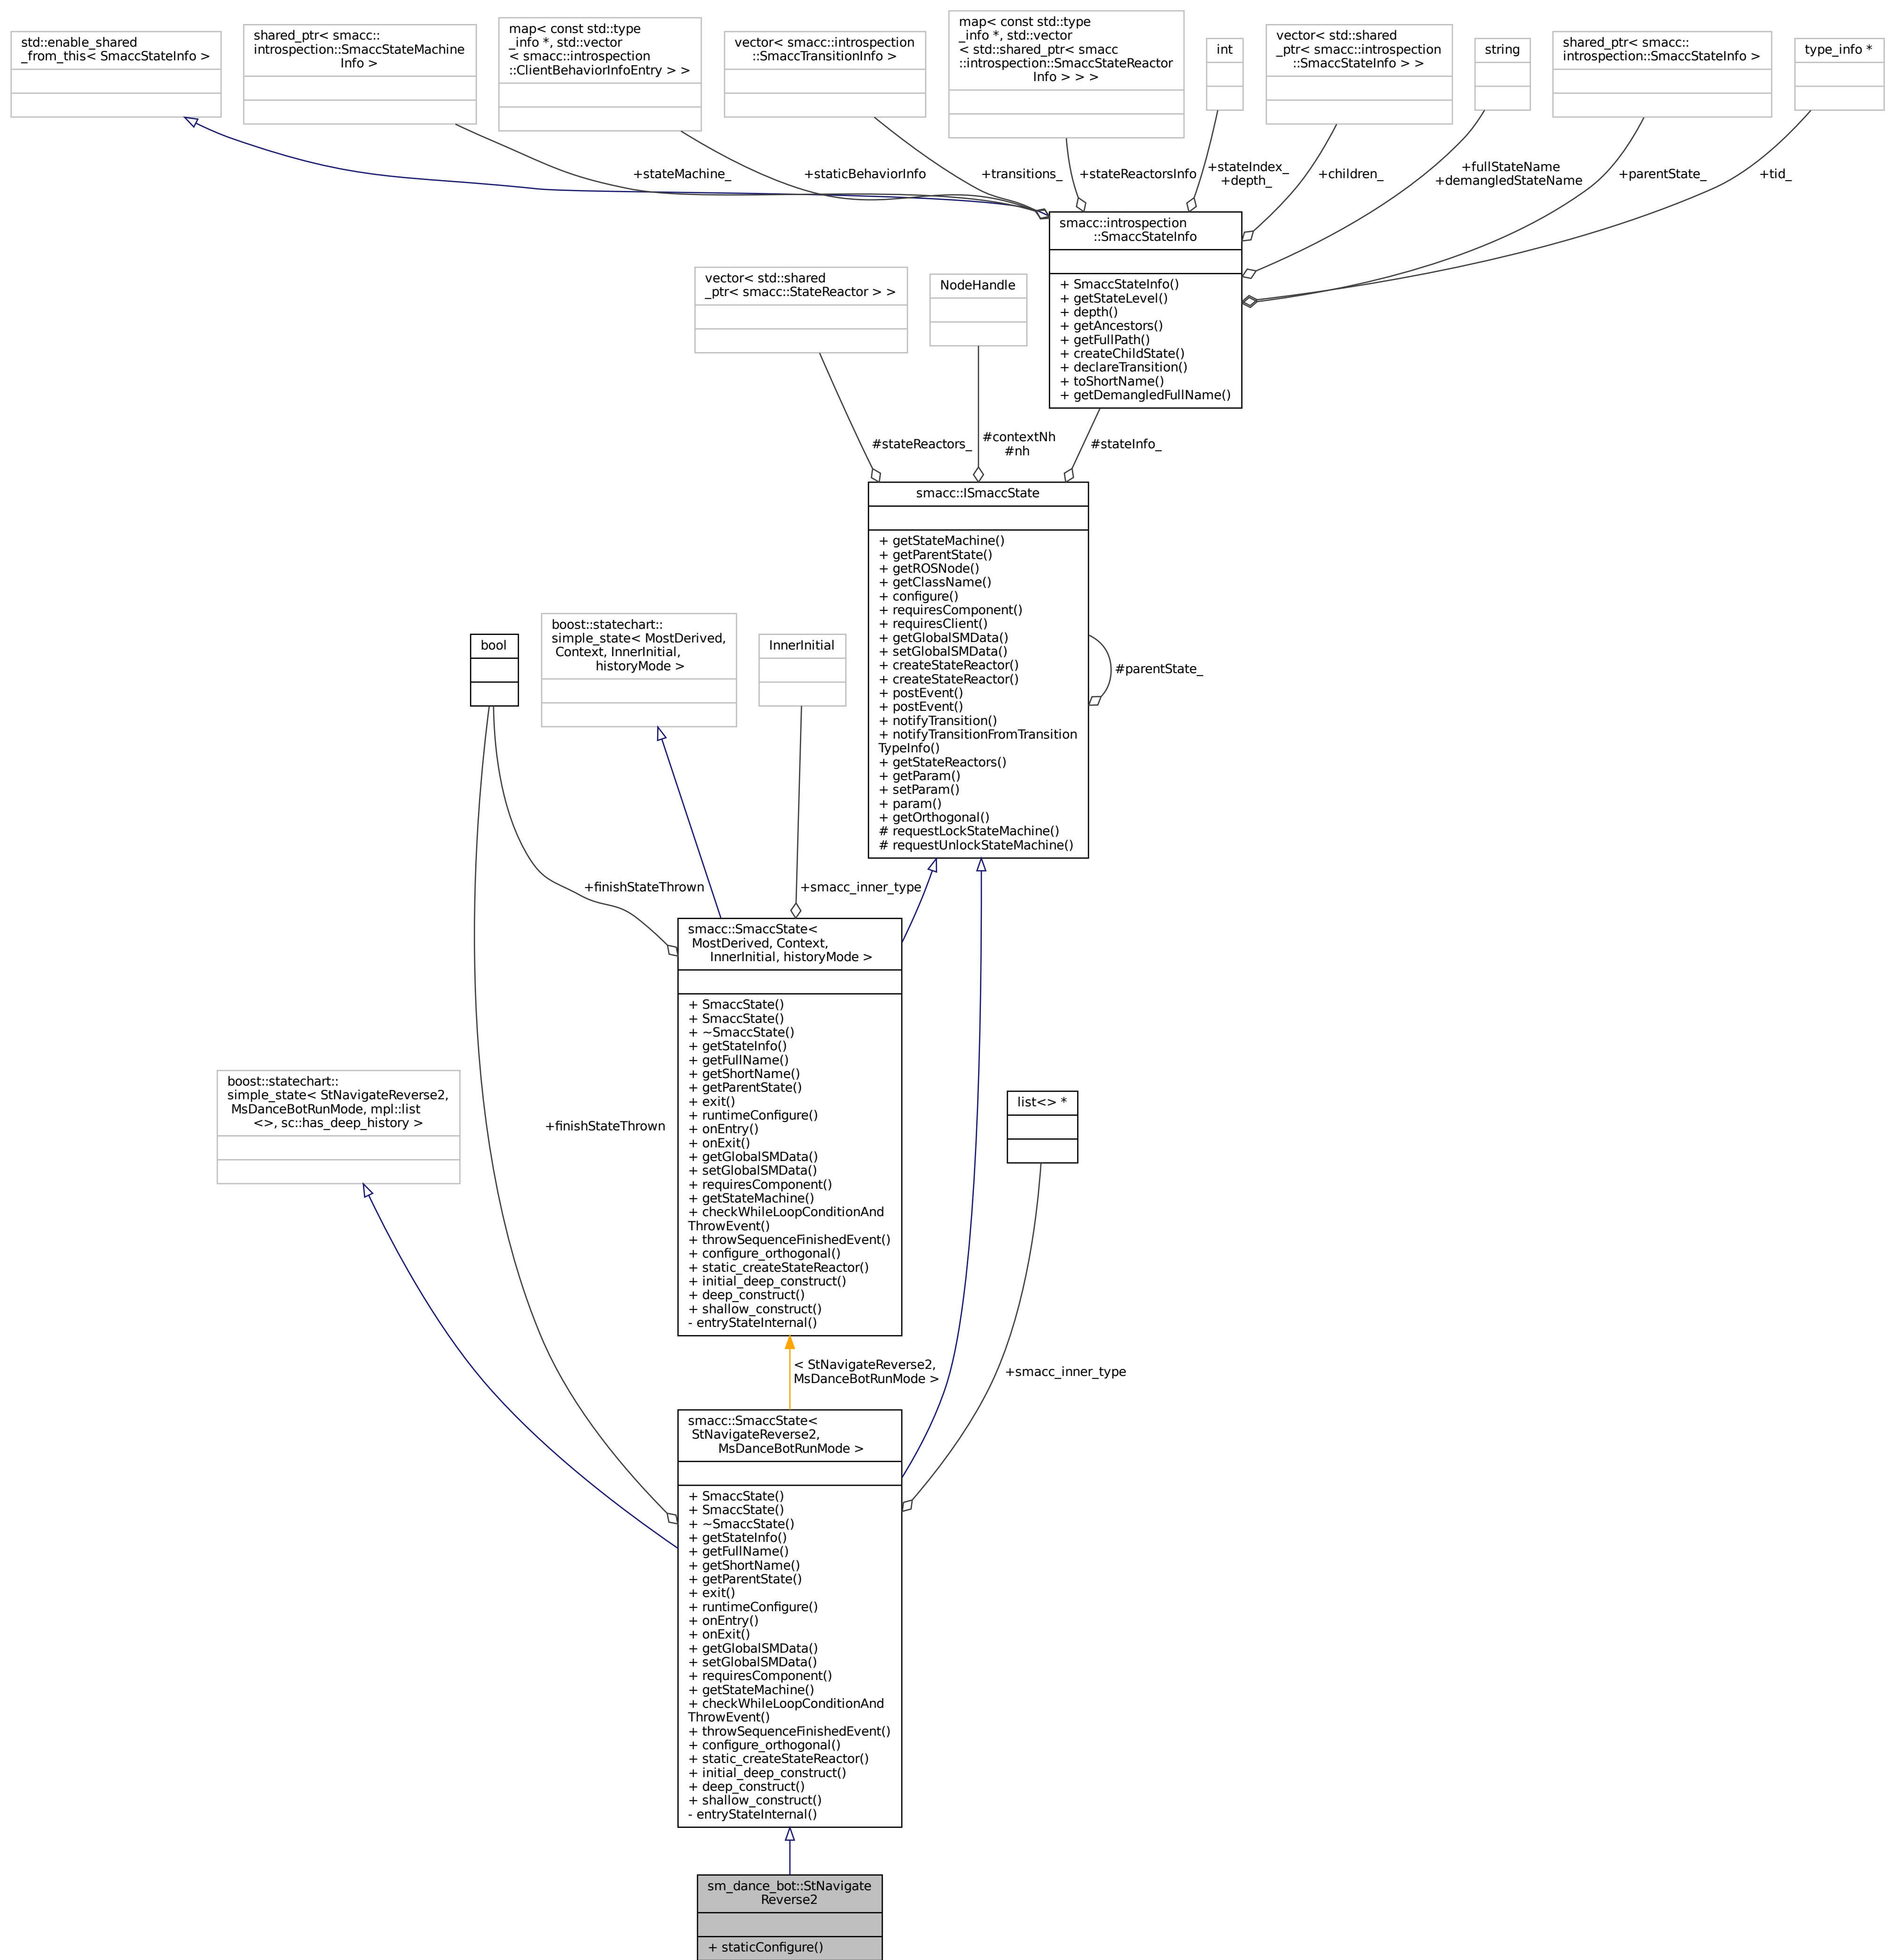 std::enable_shared
_from_this< SmaccStateInfo >
shared_ptr< smacc::
introspection::SmaccStateMachine
Info >
map< const std::type
_info *, std::vector
< smacc::introspection
::ClientBehaviorInfoEntry > >
vector< smacc::introspection
::SmaccTransitionInfo >
map< const std::type
_info *, std::vector
< std::shared_ptr< smacc
::introspection::SmaccStateReactor
Info > > >
int
vector< std::shared
_ptr< smacc::introspection
::SmaccStateInfo > >
string
shared_ptr< smacc::
introspection::SmaccStateInfo >
type_info *
+stateMachine_
+staticBehaviorInfo
+transitions_
+stateReactorsInfo
+stateIndex_
+depth_
+children_
+fullStateName
+demangledStateName
+parentState_
+tid_
smacc::introspection
::SmaccStateInfo
+ SmaccStateInfo()
+ getStateLevel()
+ depth()
+ getAncestors()
+ getFullPath()
+ createChildState()
+ declareTransition()
+ toShortName()
+ getDemangledFullName()
vector< std::shared
_ptr< smacc::StateReactor > >
NodeHandle
#stateReactors_
#contextNh
#nh
#stateInfo_
smacc::ISmaccState
+ getStateMachine()
+ getParentState()
+ getROSNode()
+ getClassName()
+ configure()
+ requiresComponent()
+ requiresClient()
+ getGlobalSMData()
+ setGlobalSMData()
+ createStateReactor()
+ createStateReactor()
+ postEvent()
+ postEvent()
+ notifyTransition()
+ notifyTransitionFromTransition
TypeInfo()
+ getStateReactors()
+ getParam()
+ setParam()
+ param()
+ getOrthogonal()
# requestLockStateMachine()
# requestUnlockStateMachine()
#parentState_
bool
boost::statechart::
simple_state< MostDerived,
Context, InnerInitial,
historyMode >
InnerInitial
+finishStateThrown
+smacc_inner_type
smacc::SmaccState<
MostDerived, Context,
InnerInitial, historyMode >
+ SmaccState()
+ SmaccState()
+ ~SmaccState()
+ getStateInfo()
+ getFullName()
+ getShortName()
+ getParentState()
+ exit()
+ runtimeConfigure()
+ onEntry()
+ onExit()
+ getGlobalSMData()
+ setGlobalSMData()
+ requiresComponent()
+ getStateMachine()
+ checkWhileLoopConditionAnd
ThrowEvent()
+ throwSequenceFinishedEvent()
+ configure_orthogonal()
+ static_createStateReactor()
+ initial_deep_construct()
+ deep_construct()
+ shallow_construct()
- entryStateInternal()
boost::statechart::
simple_state< StNavigateReverse2,
MsDanceBotRunMode, mpl::list
<>, sc::has_deep_history >
+finishStateThrown
list<> *
< StNavigateReverse2,
MsDanceBotRunMode >
+smacc_inner_type
smacc::SmaccState<
StNavigateReverse2,
MsDanceBotRunMode >
+ SmaccState()
+ SmaccState()
+ ~SmaccState()
+ getStateInfo()
+ getFullName()
+ getShortName()
+ getParentState()
+ exit()
+ runtimeConfigure()
+ onEntry()
+ onExit()
+ getGlobalSMData()
+ setGlobalSMData()
+ requiresComponent()
+ getStateMachine()
+ checkWhileLoopConditionAnd
ThrowEvent()
+ throwSequenceFinishedEvent()
+ configure_orthogonal()
+ static_createStateReactor()
+ initial_deep_construct()
+ deep_construct()
+ shallow_construct()
- entryStateInternal()
sm_dance_bot::StNavigate
Reverse2
+ staticConfigure()